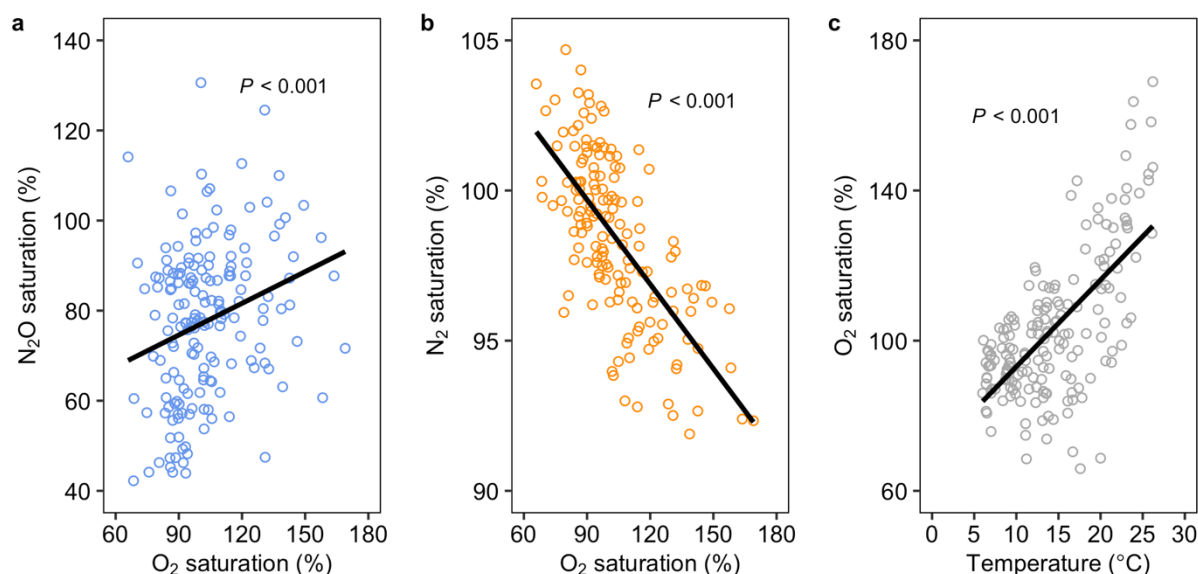 a
N₂O saturation (%)
140
120
100
80
60
40
P < 0.001
60 90 120 150 180
O₂ saturation (%)
b
N₂ saturation (%)
105
100
95
90
P < 0.001
60 90 120 150 180
O₂ saturation (%)
c
O₂ saturation (%)
180
140
100
60
P < 0.001
0 5 10 15 20 25 30
Temperature (°C)